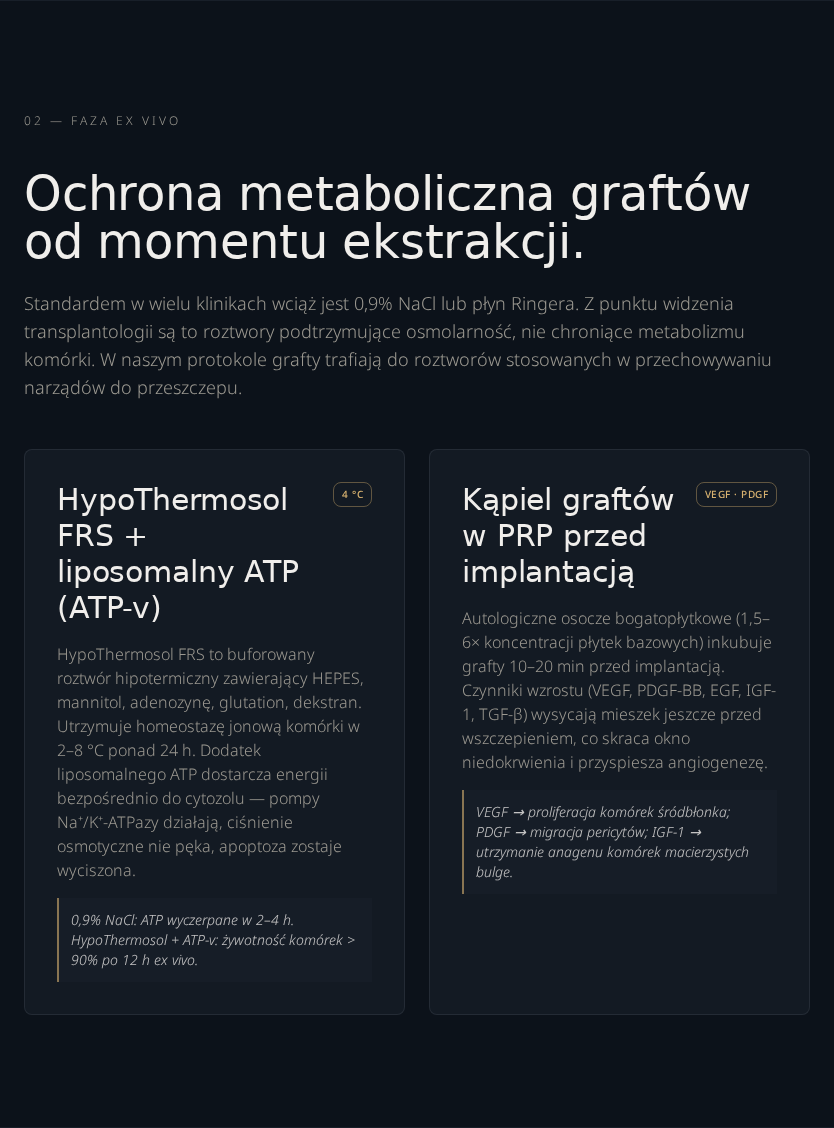 02 — FAZA EX VIVO
Ochrona metaboliczna graftów
od momentu ekstrakcji.
Standardem w wielu klinikach wciąż jest 0,9% NaCl lub płyn Ringera. Z punktu widzenia
transplantologii są to roztwory podtrzymujące osmolarność, nie chroniące metabolizmu
komórki. W naszym protokole grafty trafiają do roztworów stosowanych w przechowywaniu
narządów do przeszczepu.
HypoThermosol
FRS +
liposomalny ATP
(ATP-v)
4 °C
HypoThermosol FRS to buforowany
roztwór hipotermiczny zawierający HEPES,
mannitol, adenozynę, glutation, dekstran.
Utrzymuje homeostazę jonową komórki w
2–8 °C ponad 24 h. Dodatek
liposomalnego ATP dostarcza energii
bezpośrednio do cytozolu — pompy
Na⁺/K⁺-ATPazy działają, ciśnienie
osmotyczne nie pęka, apoptoza zostaje
wyciszona.
0,9% NaCl: ATP wyczerpane w 2–4 h.
HypoThermosol + ATP-v: żywotność komórek >
90% po 12 h ex vivo.
Kąpiel graftów
w PRP przed
implantacją
VEGF · PDGF
Autologiczne osocze bogatopłytkowe (1,5–
6× koncentracji płytek bazowych) inkubuje
grafty 10–20 min przed implantacją.
Czynniki wzrostu (VEGF, PDGF-BB, EGF, IGF-
1, TGF-β) wysycają mieszek jeszcze przed
wszczepieniem, co skraca okno
niedokrwienia i przyspiesza angiogenezę.
VEGF → proliferacja komórek śródbłonka;
PDGF → migracja pericytów; IGF-1 →
utrzymanie anagenu komórek macierzystych
bulge.